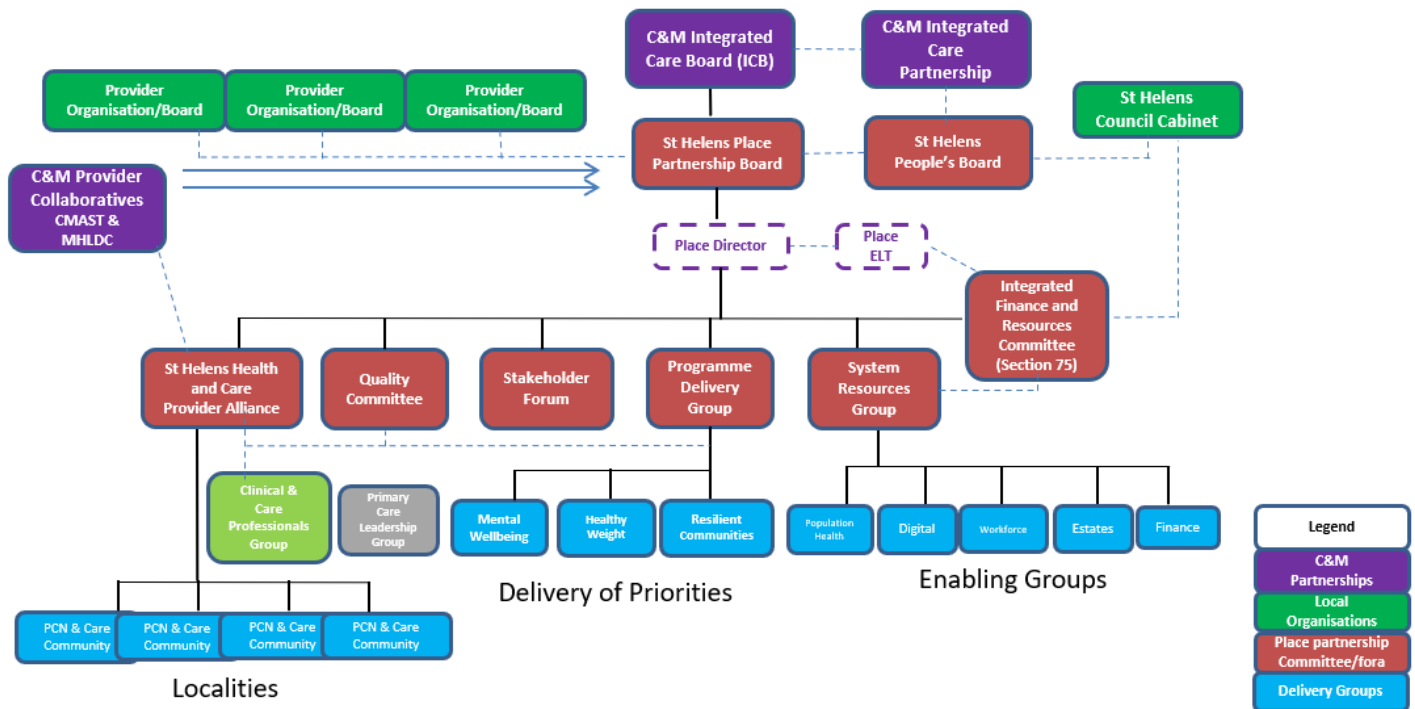 C&M Integrated
Care Board (ICB)
C&M Integrated
Care
Partnership
Provider
Organisation/Board
Provider
Organisation/Board
Provider
Organisation/Board
St Helens
Council Cabinet
St Helens Place
Partnership Board
St Helens
People's Board
C&M Provider
Collaboratives
CMAST &
MHLDC
Place Director
Place
ELT
Integrated
Finance and
Resources
Committee
(Section 75)
St Helens Health
and Care
Provider Alliance
Quality
Committee
Stakeholder
Forum
Programme
Delivery
Group
System
Resources
Group
Clinical &
Care
Professionals
Group
Primary
Care
Leadership
Group
Mental
Wellbeing
Healthy
Weight
Resilient
Communities
Population
Health
Digital
Workforce
Estates
Finance
Delivery of Priorities
Enabling Groups
PCN & Care
Community
PCN & Care
Community
PCN & Care
Community
PCN & Care
Community
Localities
Legend
C&M
Partnerships
Local
Organisations
Place partnership
Committee/fora
Delivery Groups